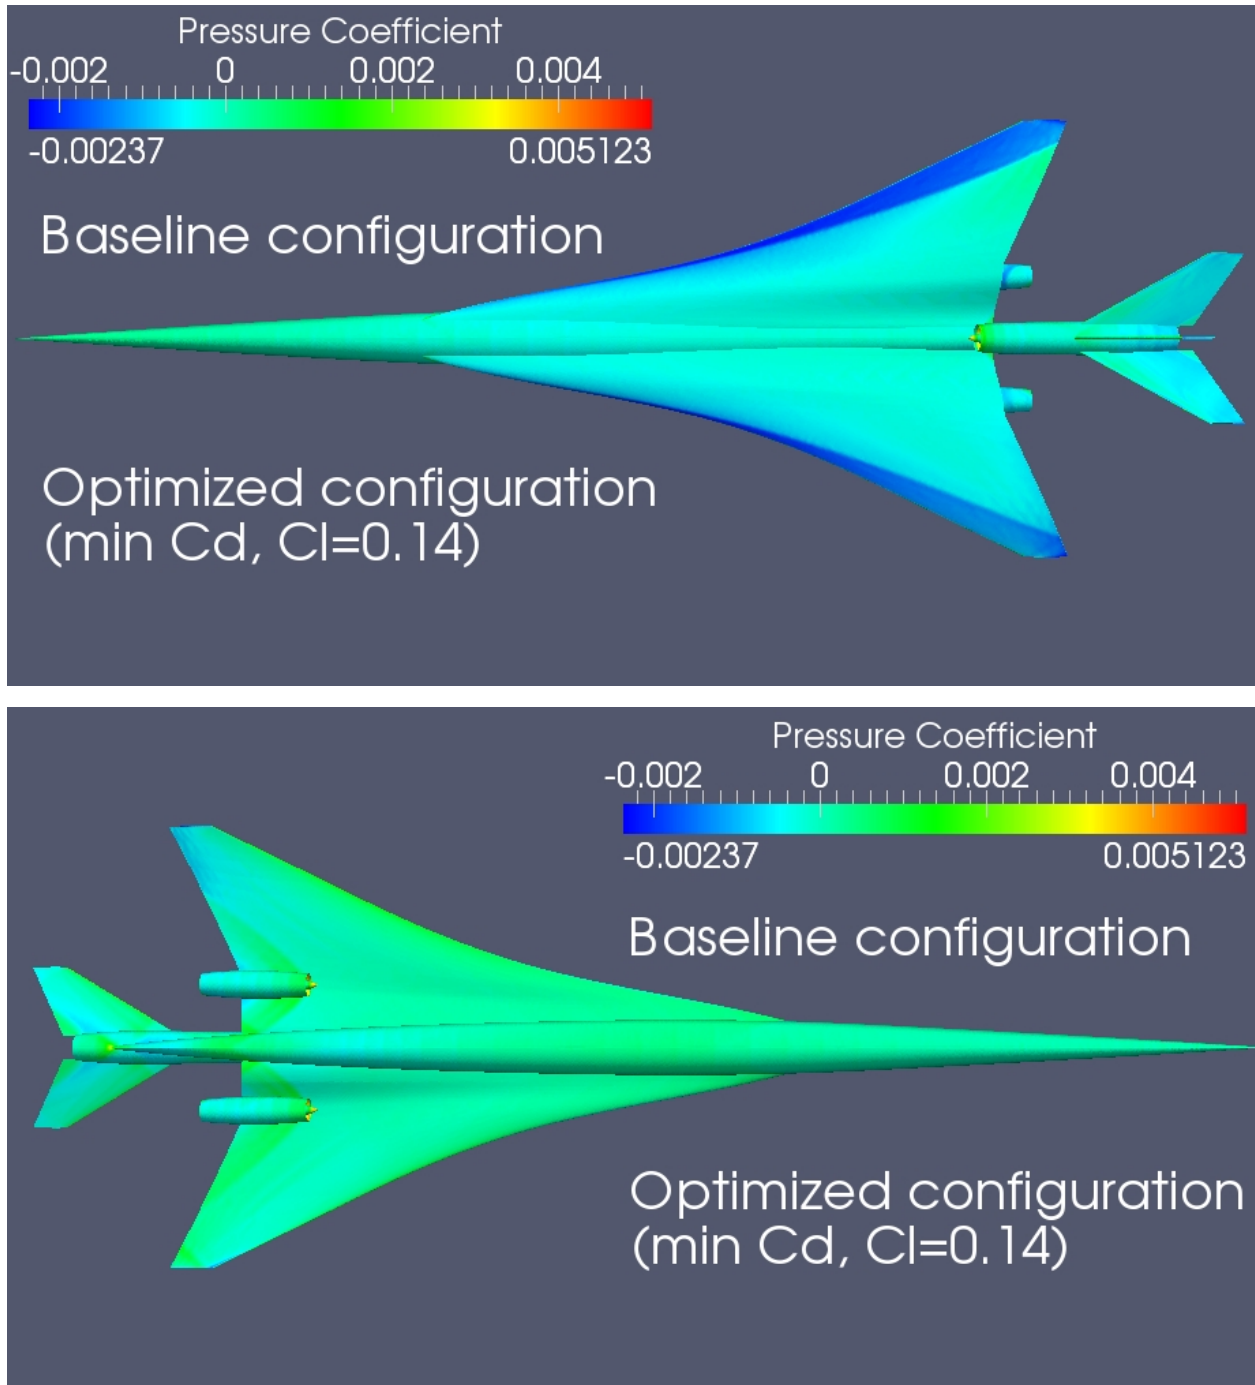 Pressure Coefficient
-0.002 0 0.002 0.004
-0.00237 0.005123
Baseline configuration
Optimized configuration
(min Cd, Cl=0.14)
Pressure Coefficient
-0.002 0 0.002 0.004
-0.00237 0.005123
Baseline configuration
Optimized configuration
(min Cd, Cl=0.14)